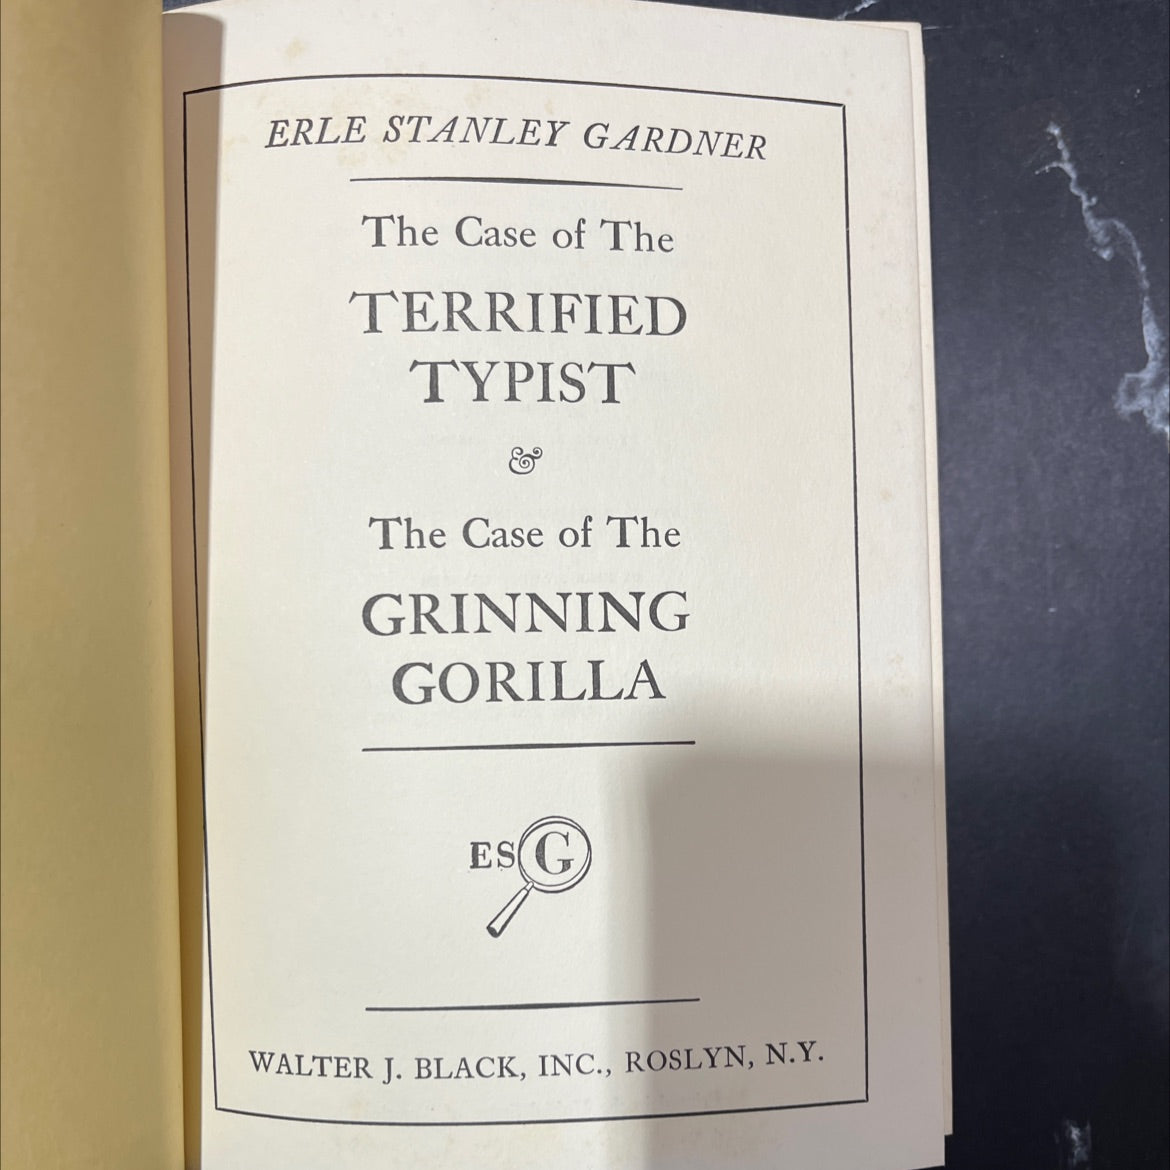 ERLE STANLEY GARDNER
The Case of The
TERRIFIED
TYPIST
&
The Case of The
GRINNING
GORILLA
ESG
WALTER J. BLACK, INC., ROSLYN, N.Y.